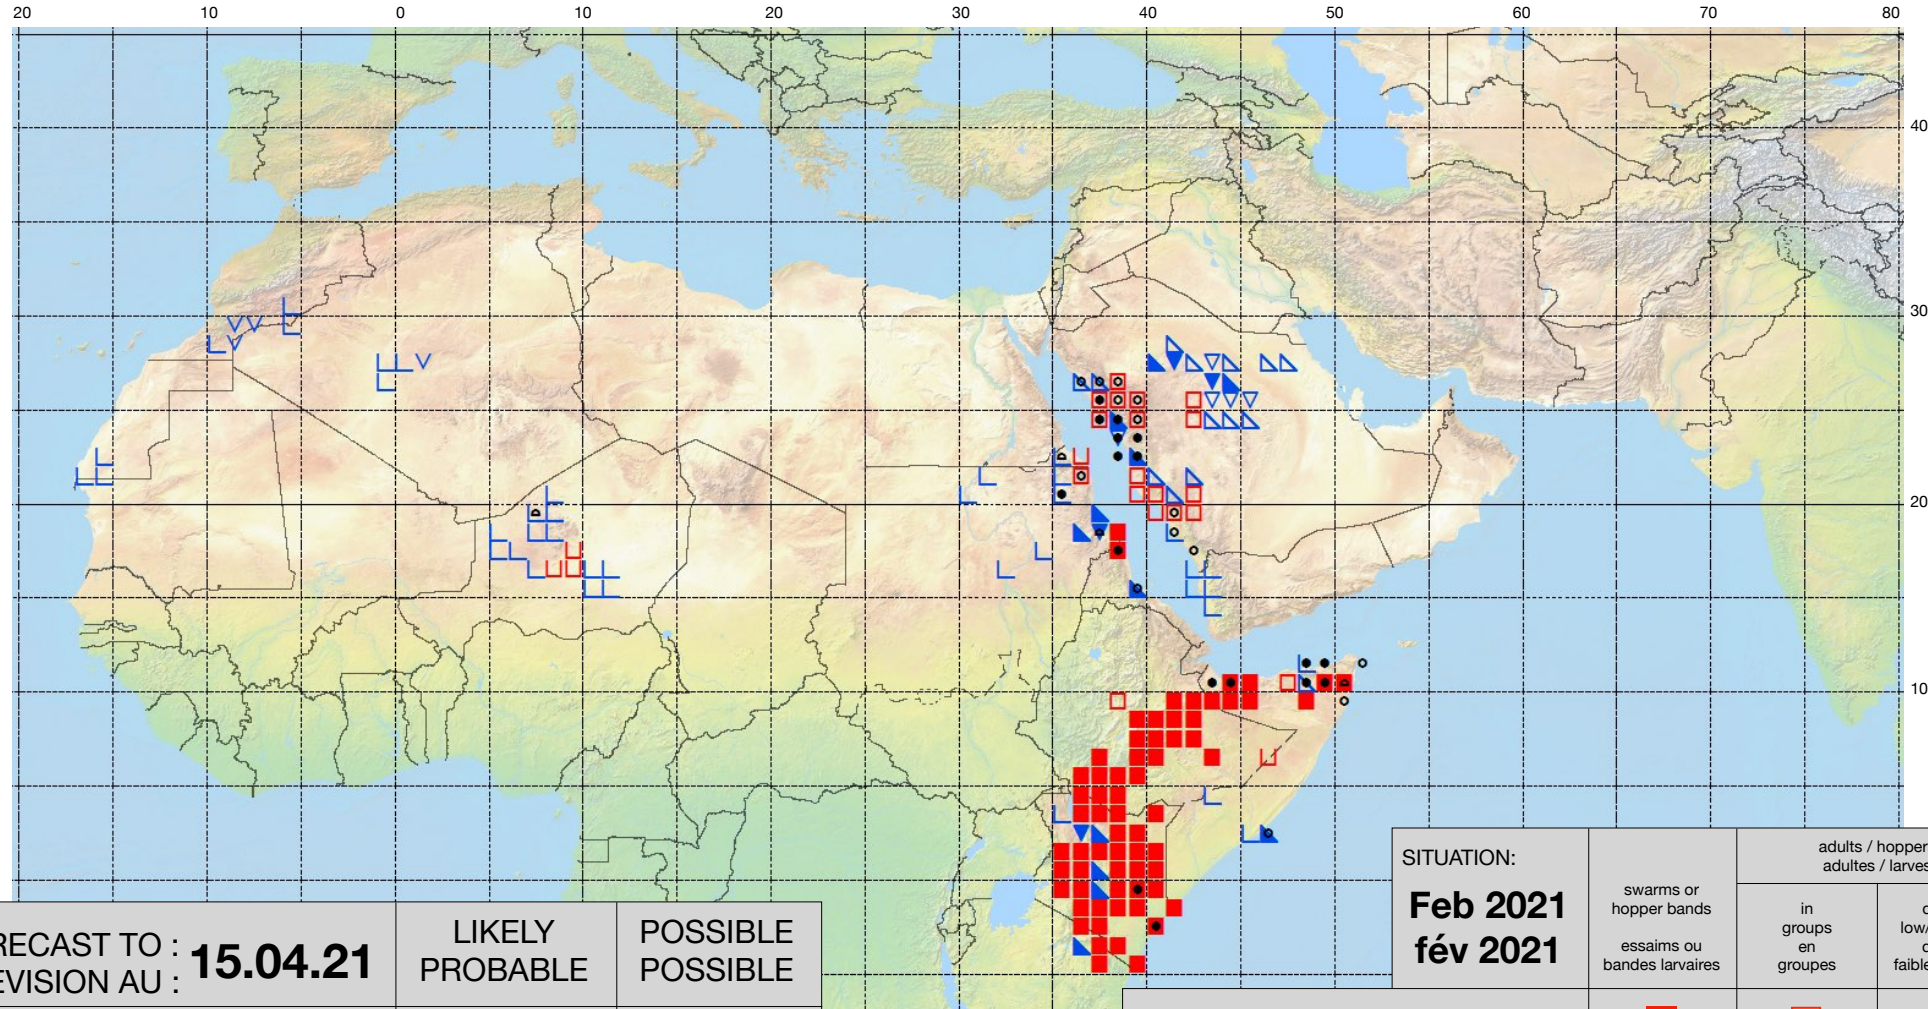 20 10 0 10 20 30 40 50 60 70 80
40
30
20
10
SITUATION:
Feb 2021
fév 2021
swarms or
hopper bands
essaims ou
bandes larvaires
adults / hopper
adultes / larves
in
groups
en
groupes
low/
faible
RECAST TO : 15.04.21
EVISION AU :
LIKELY
PROBABLE
POSSIBLE
POSSIBLE